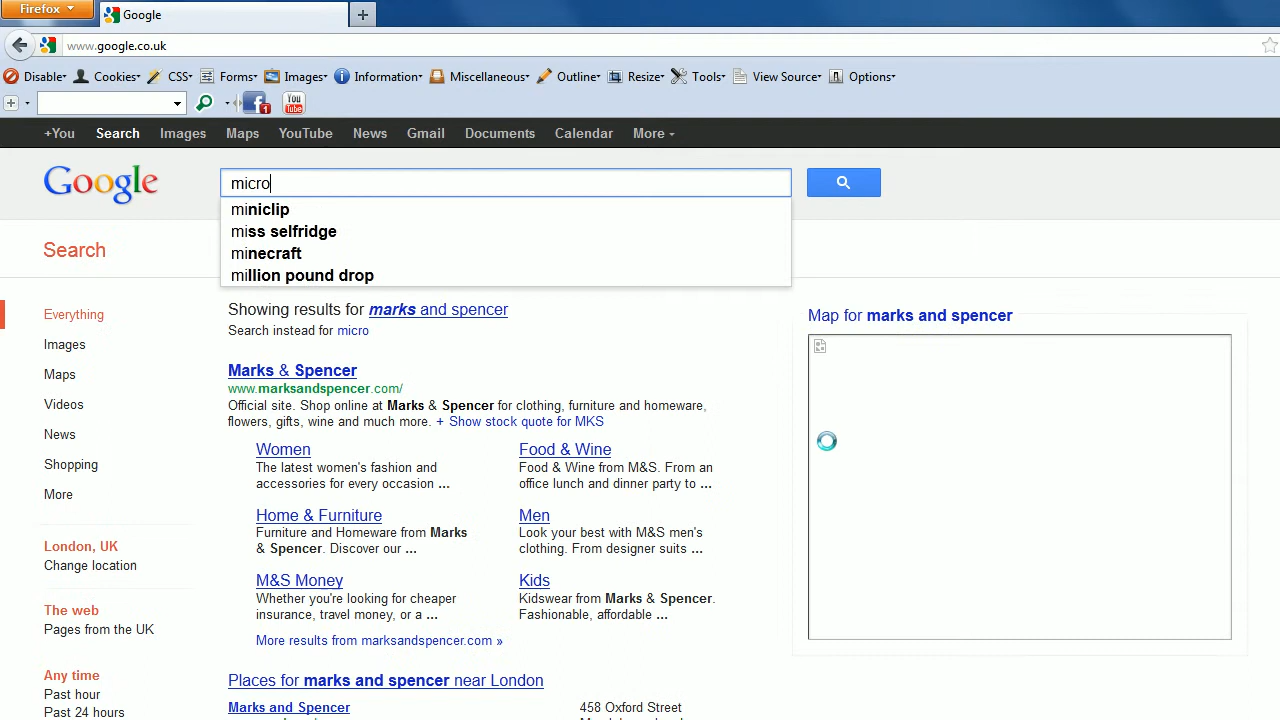 Firefox
Google
www.google.co.uk
Disable Cookies CSS Forms Images Information Miscellaneous Outline Resize Tools View Source Options
1
You Tube
+You Search Images Maps YouTube News Gmail Documents Calendar More
Google
micro
miniclip
miss selfridge
minecraft
million pound drop
Search
Everything
Images
Maps
Videos
News
Shopping
More
London, UK
Change location
The web
Pages from the UK
Any time
Past hour
Past 24 hours
Showing results for marks and spencer
Search instead for micro
Marks & Spencer
www.marksandspencer.com/
Official site. Shop online at Marks & Spencer for clothing, furniture and homeware,
flowers, gifts, wine and much more. + Show stock quote for MKS
Women
The latest women's fashion and
accessories for every occasion ...
Food & Wine
Food & Wine from M&S. From an
office lunch and dinner party to ...
Home & Furniture
Furniture and Homeware from Marks
& Spencer. Discover our ...
Men
Look your best with M&S men's
clothing. From designer suits ...
M&S Money
Whether you're looking for cheaper
insurance, travel money, or a ...
Kids
Kidswear from Marks & Spencer.
Fashionable, affordable ...
More results from marksandspencer.com »
Places for marks and spencer near London
Marks and Spencer
458 Oxford Street
Map for marks and spencer